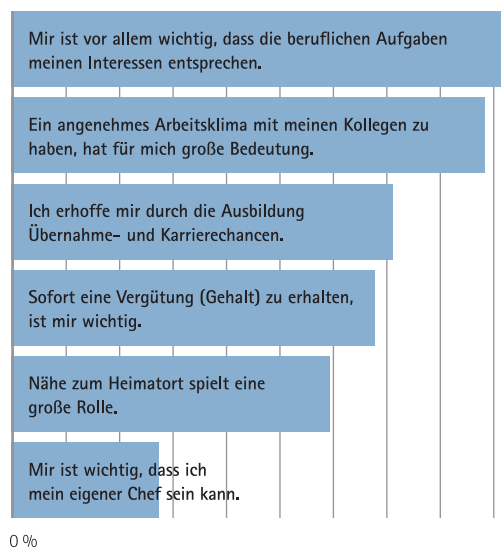 Mir ist vor allem wichtig, dass die beruflichen Aufgaben
meinen Interessen entsprechen.
Ein angenehmes Arbeitsklima mit meinen Kollegen zu
haben, hat für mich große Bedeutung.
Ich erhoffe mir durch die Ausbildung
Übernahme- und Karrierechancen.
Sofort eine Vergütung (Gehalt) zu erhalten,
ist mir wichtig.
Nähe zum Heimatort spielt eine
große Rolle.
Mir ist wichtig, dass ich
mein eigener Chef sein kann.
0 %